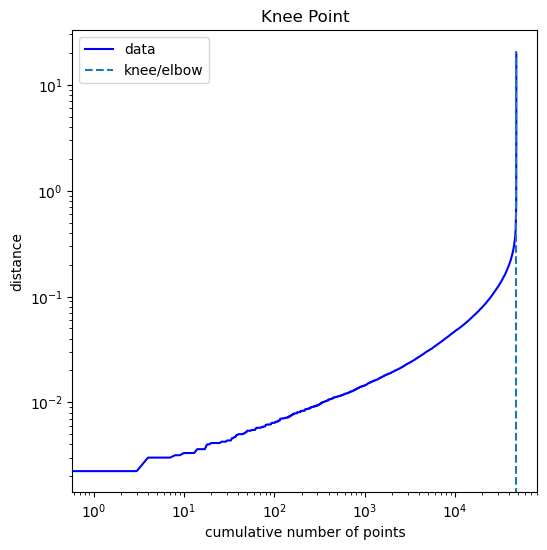 Knee Point
data
knee/elbow
10¹
10⁰
10⁻¹
10⁻²
distance
10⁰ 10¹ 10² 10³ 10⁴
cumulative number of points